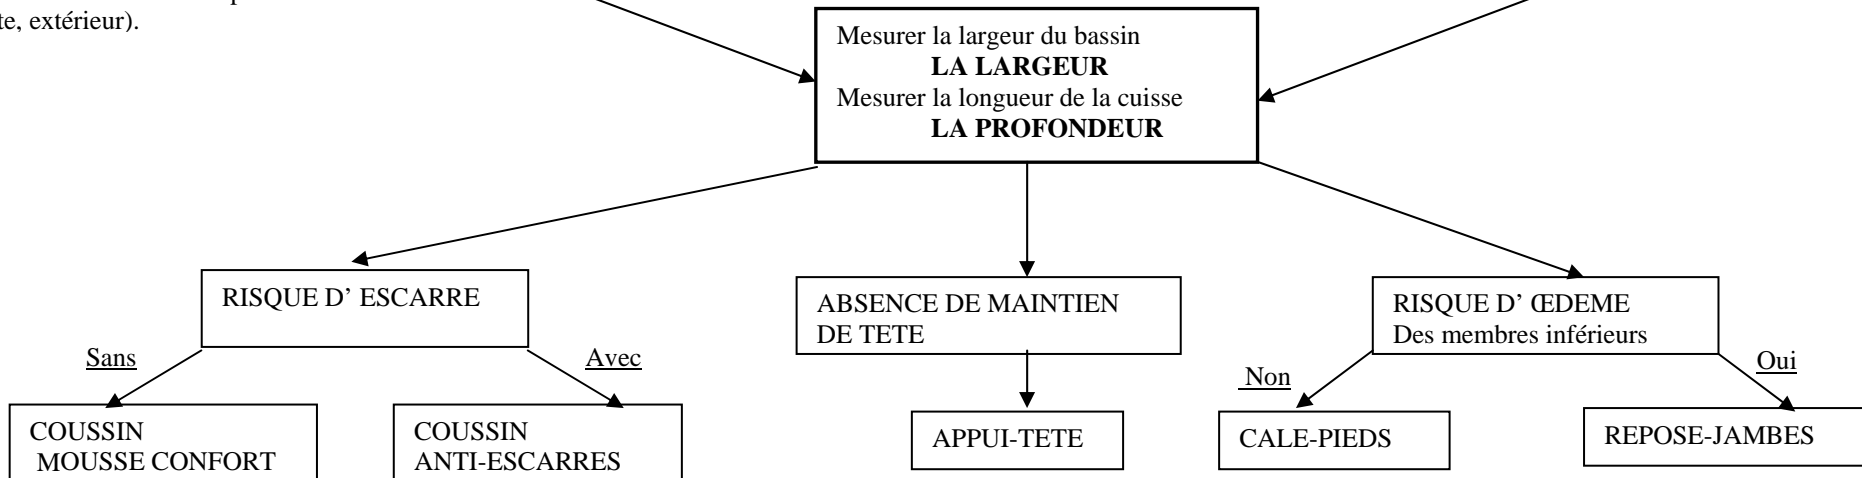 te, extérieur).
Mesurer la largeur du bassin
LA LARGEUR
Mesurer la longueur de la cuisse
LA PROFONDEUR
RISQUE D’ ESCARRE
ABSENCE DE MAINTIEN
DE TETE
RISQUE D’ ŒDEME
Des membres inférieurs
Sans
Avec
Non
Oui
COUSSIN
MOUSSE CONFORT
COUSSIN
ANTI-ESCARRES
APPUI-TETE
CALE-PIEDS
REPOSE-JAMBES